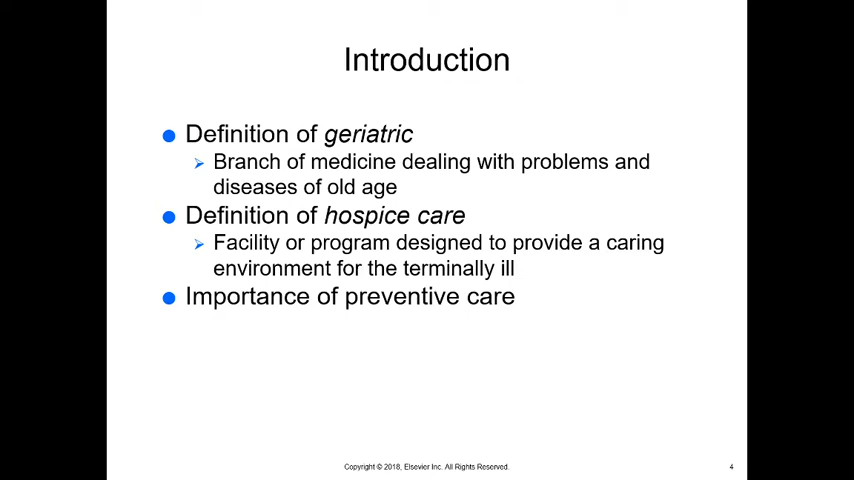 Introduction
Definition of geriatric
Branch of medicine dealing with problems and
diseases of old age
Definition of hospice care
Facility or program designed to provide a caring
environment for the terminally ill
Importance of preventive care
Copyright © 2018, Elsevier Inc. All Rights Reserved.
4